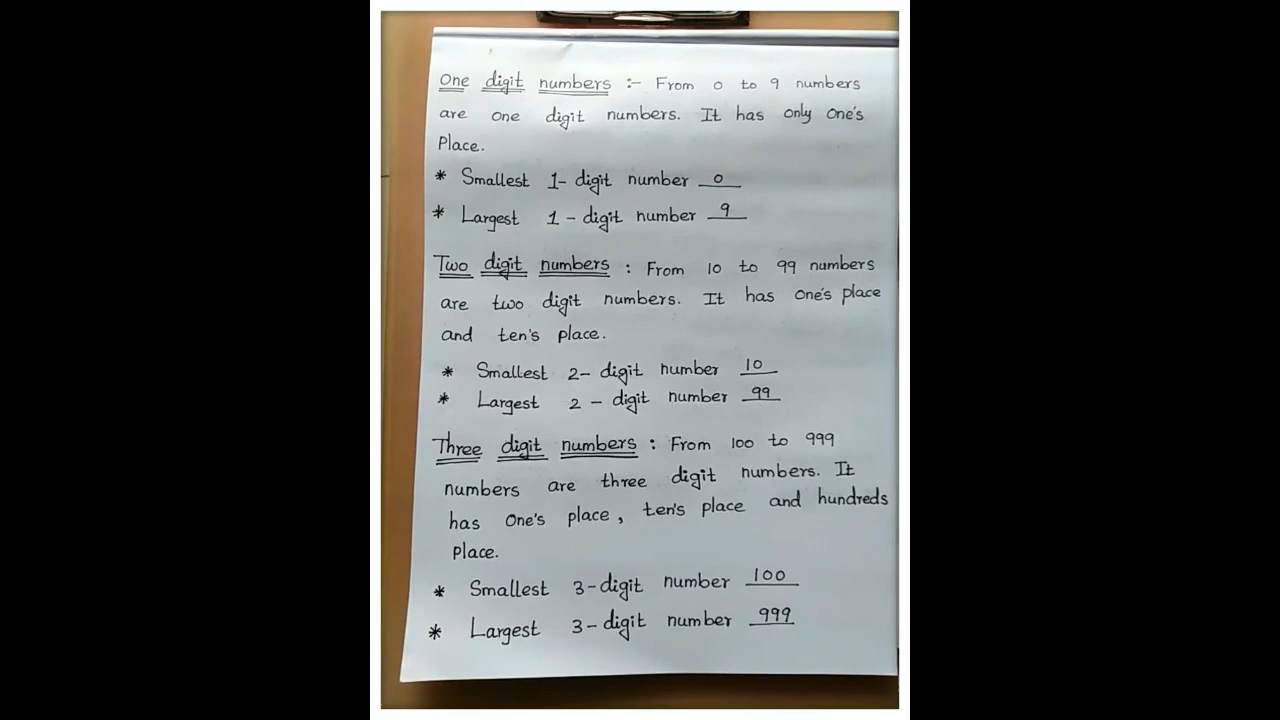 One digit numbers :- From 0 to 9 numbers
are one digit numbers. It has only one's
Place.
* Smallest 1- digit number 0
* Largest 1 - digit number 9
Two digit numbers : From 10 to 99 numbers
are two digit numbers. It has one's place
and ten's place.
* Smallest 2- digit number 10
* Largest 2 - digit number 99
Three digit numbers : From 100 to 999
numbers are three digit numbers. It
has one's place, ten's place and hundreds
Place.
* Smallest 3-digit number 100
* Largest 3-digit number 999